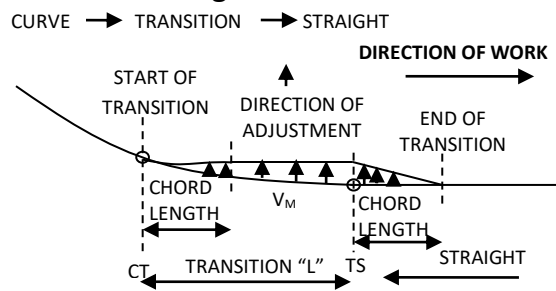 CURVE TRANSITION STRAIGHT
DIRECTION OF WORK
START OF
TRANSITION
DIRECTION OF
ADJUSTMENT
END OF
TRANSITION
CHORD
LENGTH
VM
CHORD
LENGTH
CT
TRANSITION “L”
TS
STRAIGHT